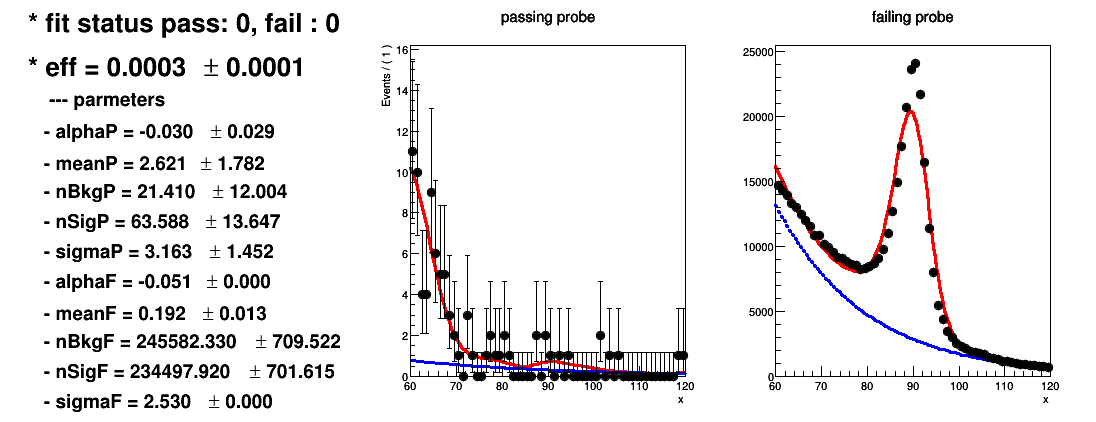 * fit status pass: 0, fail : 0
* eff = 0.0003 ± 0.0001
--- parmeters
- alphaP = -0.030 ± 0.029
- meanP = 2.621 ± 1.782
- nBkgP = 21.410 ± 12.004
- nSigP = 63.588 ± 13.647
- sigmaP = 3.163 ± 1.452
- alphaF = -0.051 ± 0.000
- meanF = 0.192 ± 0.013
- nBkgF = 245582.330 ± 709.522
- nSigF = 234497.920 ± 701.615
- sigmaF = 2.530 ± 0.000
passing probe
Events / ( 1 )
16
14
12
10
8
6
4
2
0
60 70 80 90 100 110 120
x
failing probe
25000
20000
15000
10000
5000
0
60 70 80 90 100 110 120
x